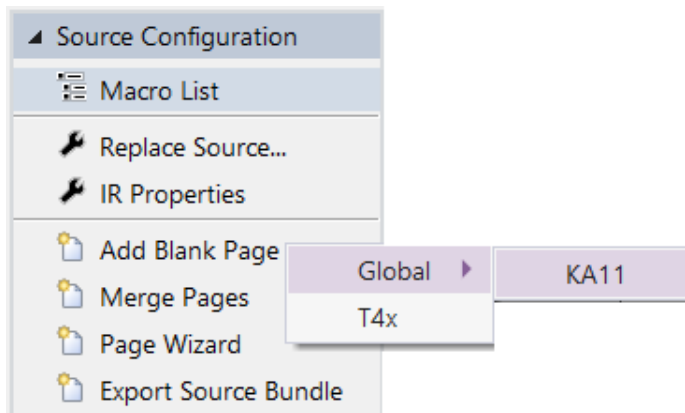 Source Configuration
Macro List
Replace Source...
IR Properties
Add Blank Page
Global
KA11
Merge Pages
T4x
Page Wizard
Export Source Bundle